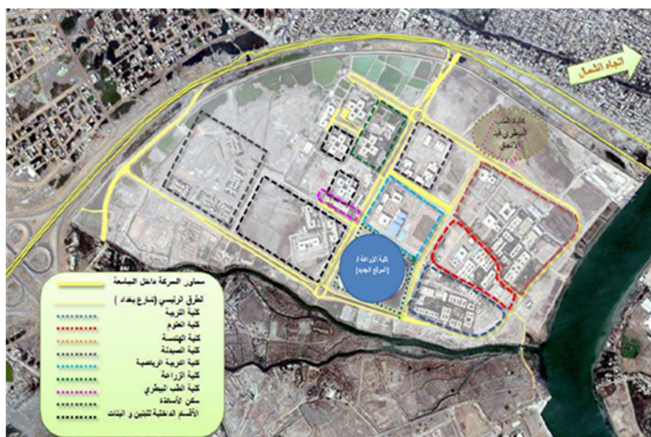 اتجاه الشمال
كلية الطب
البيطري قيد
الانجاز
كلية الزراعة /
(الموقع الجديد)
محاور الحركة داخل الجامعة
الطرق الرئيسي (شارع بغداد )
كلية التربية
كلية العلوم
كلية الهندسة
كلية الصيدلة
كلية التربية الرياضية
كلية الزراعة
كلية الطب البيطري
سكن الأساتذة
الأقسام الداخلية للبنين و البنات